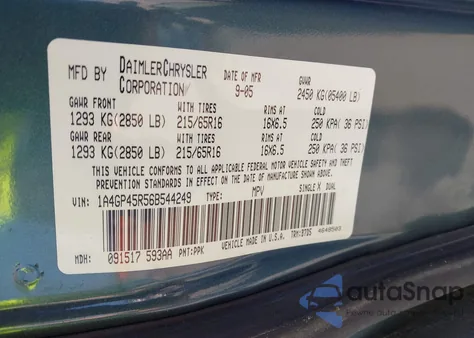 MFD BY DAIMLERCHRYSLER CORPORATION DATE OF MFR 9-05 GVWR 2450 KG(05400 LB)
GAWR FRONT WITH TIRES RIMS AT COLD
1293 KG(2850 LB) 215/65R16 16X6.5 250 KPA( 36 PSI)
GAWR REAR WITH TIRES RIMS AT COLD
1293 KG(2850 LB) 215/65R16 16X6.5 250 KPA( 36 PSI)
THIS VEHICLE CONFORMS TO ALL APPLICABLE FEDERAL MOTOR VEHICLE SAFETY AND THEFT
PREVENTION STANDARDS IN EFFECT ON THE DATE OF MANUFACTURE SHOWN ABOVE.
VIN: 1A4GP45R56B544249 TYPE: MPV SINGLE X DUAL
MDH: 091517 593AA PNT:PPK VEHICLE MADE IN U.S.A.
autoSnap